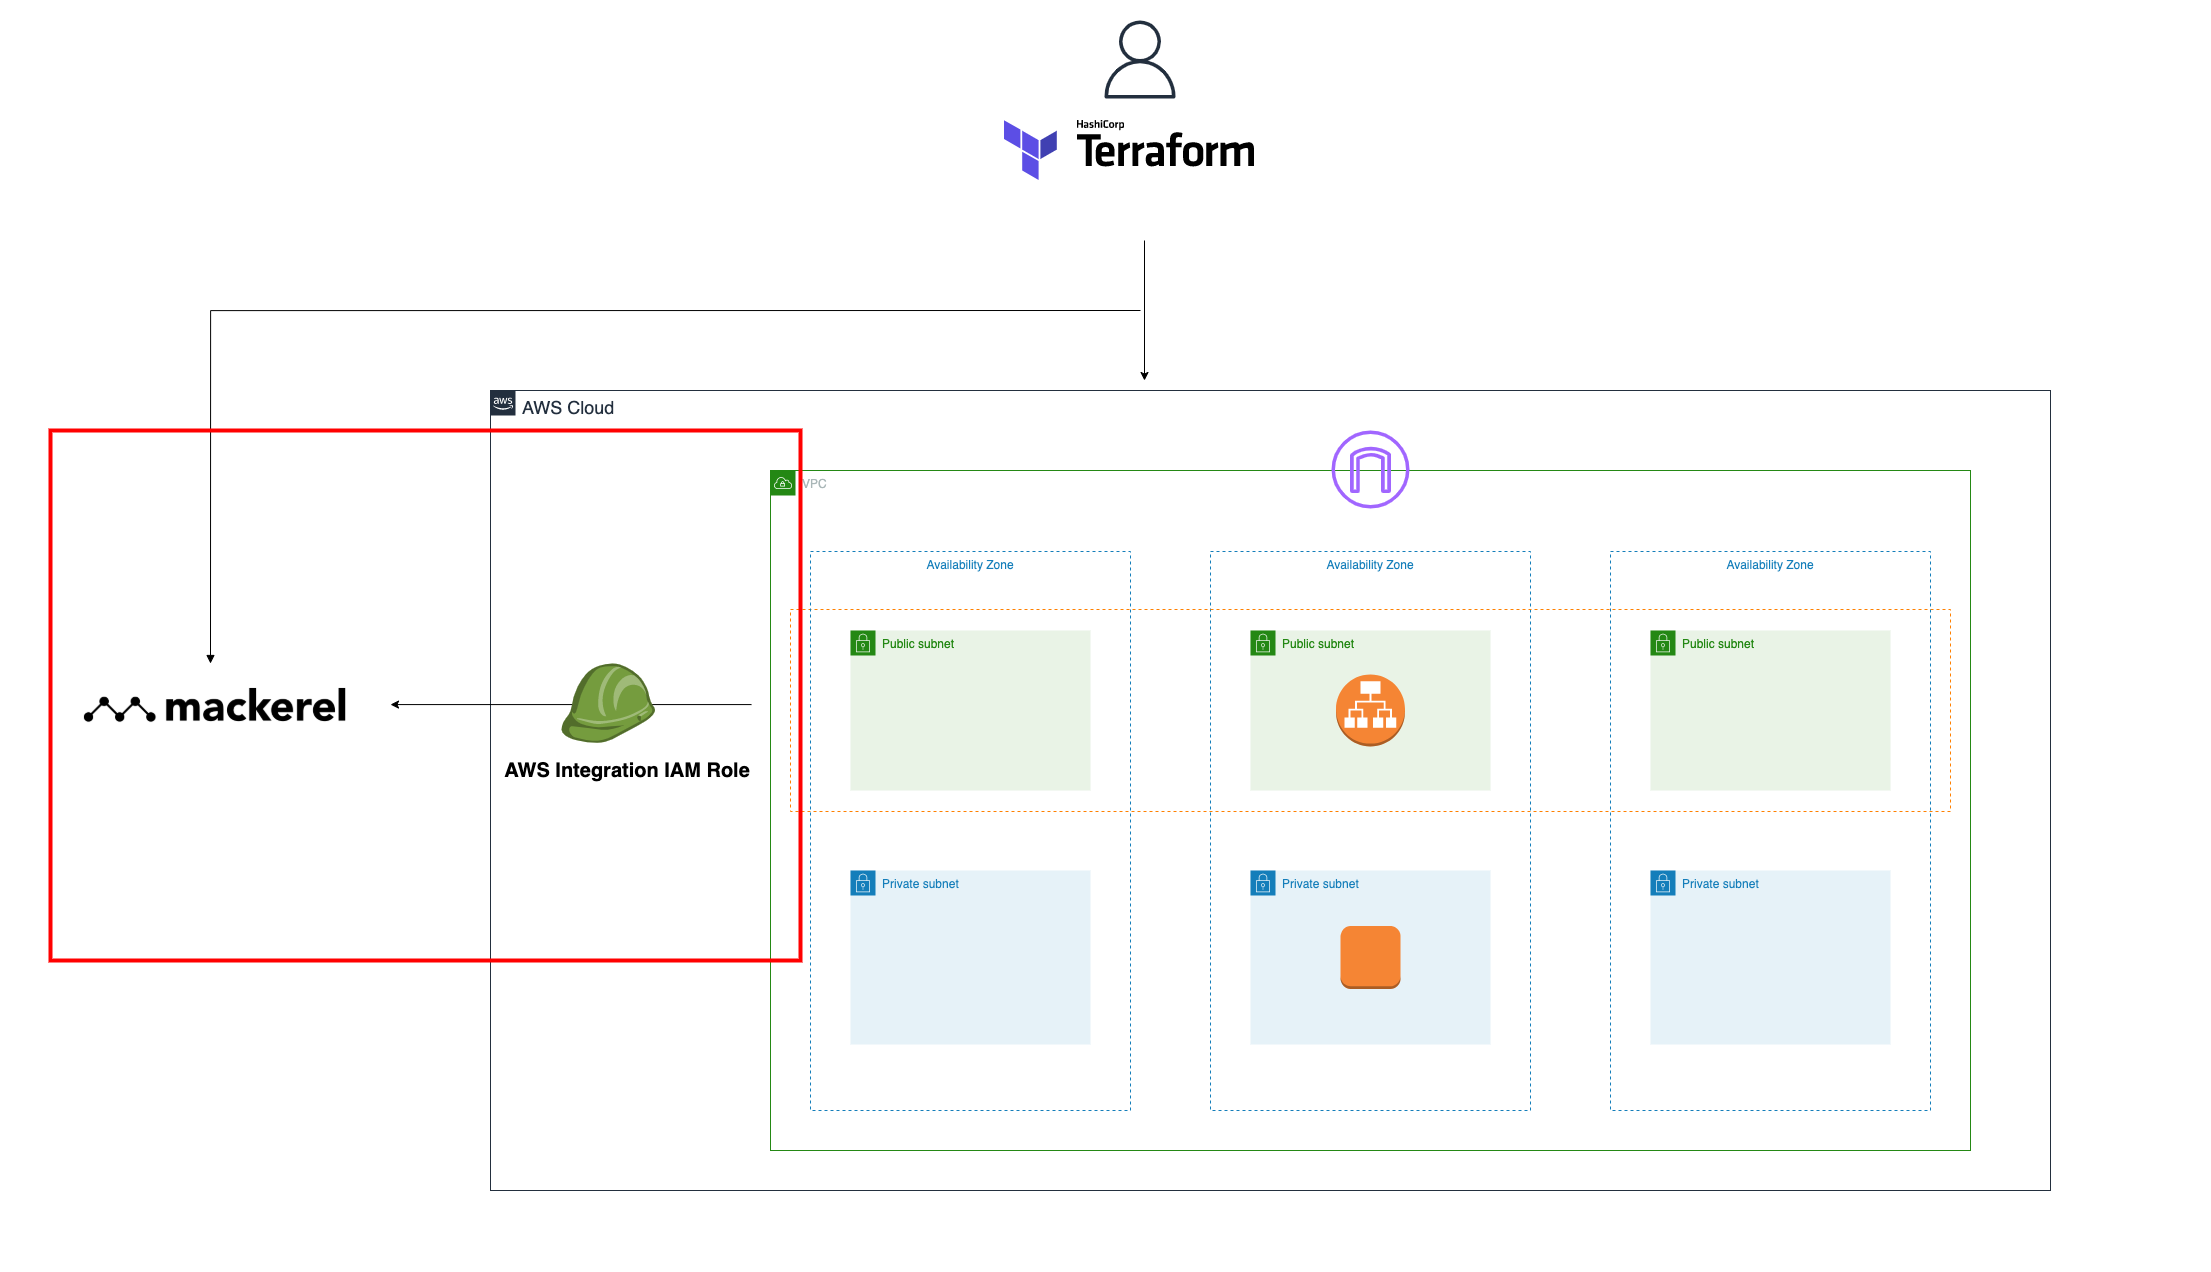 HashiCorp
Terraform
aws
AWS Cloud
VPC
Availability Zone
Availability Zone
Availability Zone
Public subnet
Public subnet
Public subnet
mackerel
AWS Integration IAM Role
Private subnet
Private subnet
Private subnet